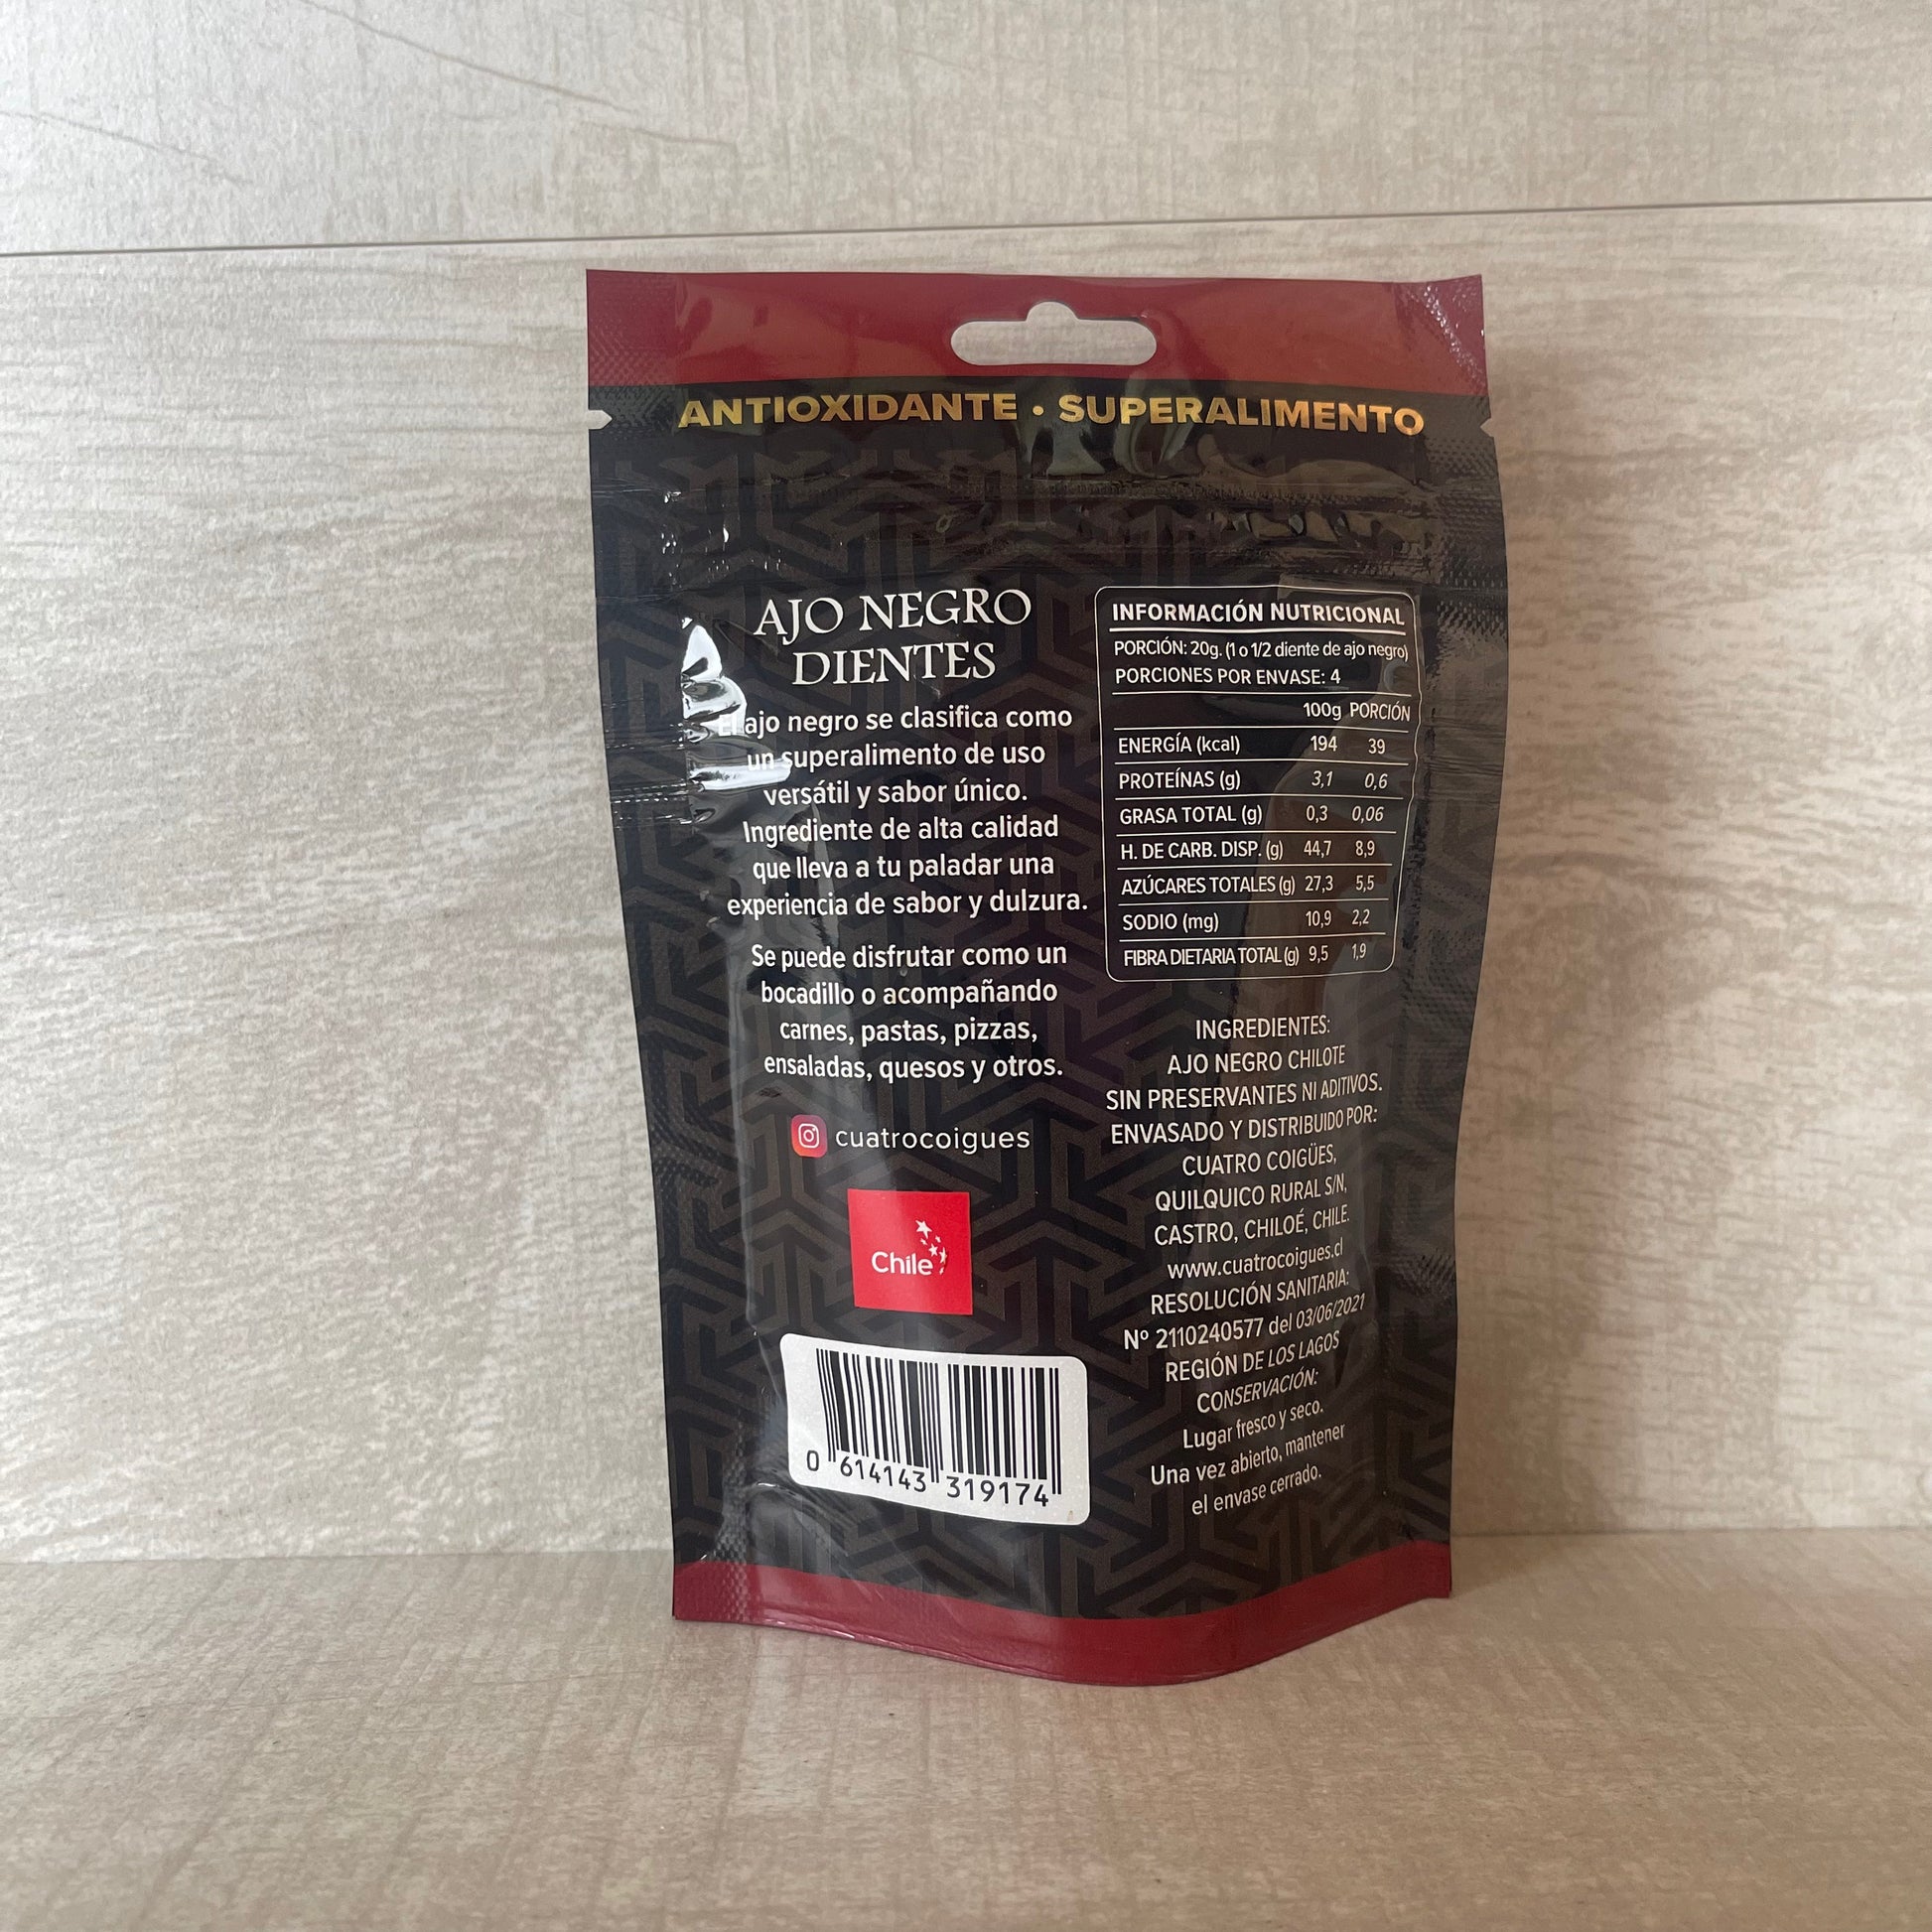 ANTIOXIDANTE • SUPERALIMENTO
AJO NEGRO
DIENTES
El ajo negro se clasifica como
un superalimento de uso
versátil y sabor único.
Ingrediente de alta calidad
que lleva a tu paladar una
experiencia de sabor y dulzura.
Se puede disfrutar como un
bocadillo o acompañando
carnes, pastas, pizzas,
ensaladas, quesos y otros.
cuatrocoigues
Chile
0 614143 319174
INFORMACIÓN NUTRICIONAL
PORCIÓN: 20g. (1 o 1/2 diente de ajo negro)
PORCIONES POR ENVASE: 4
100g PORCIÓN
ENERGÍA (kcal) 194 39
PROTEÍNAS (g) 3,1 0,6
GRASA TOTAL (g) 0,3 0,06
H. DE CARB. DISP. (g) 44,7 8,9
AZÚCARES TOTALES (g) 27,3 5,5
SODIO (mg) 10,9 2,2
FIBRA DIETARIA TOTAL (g) 9,5 1,9
INGREDIENTES:
AJO NEGRO CHILOTE
SIN PRESERVANTES NI ADITIVOS.
ENVASADO Y DISTRIBUIDO POR:
CUATRO COIGÜES,
QUILQUICO RURAL S/N,
CASTRO, CHILOÉ, CHILE.
www.cuatrocoigues.cl
RESOLUCIÓN SANITARIA:
Nº 2110240577 del 03/06/2021
REGIÓN DE LOS LAGOS
CONSERVACIÓN:
Lugar fresco y seco.
Una vez abierto, mantener
el envase cerrado.